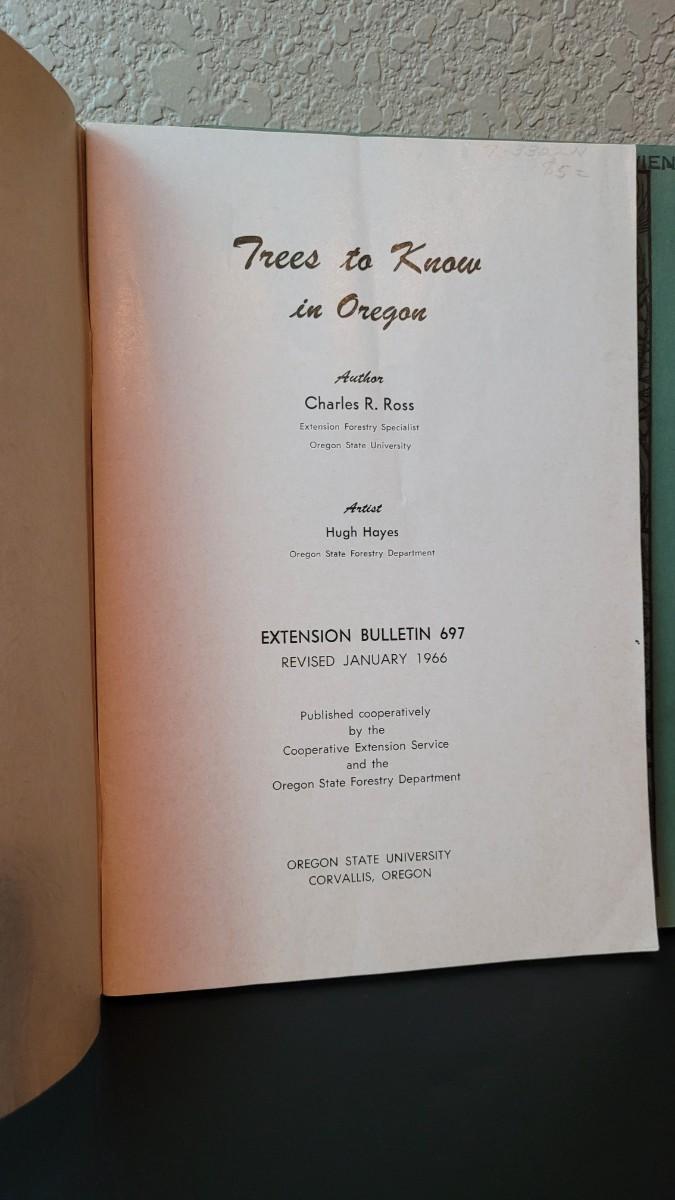 Trees to Know
in Oregon
Author
Charles R. Ross
Extension Forestry Specialist
Oregon State University
Artist
Hugh Hayes
Oregon State Forestry Department
EXTENSION BULLETIN 697
REVISED JANUARY 1966
Published cooperatively
by the
Cooperative Extension Service
and the
Oregon State Forestry Department
OREGON STATE UNIVERSITY
CORVALLIS, OREGON